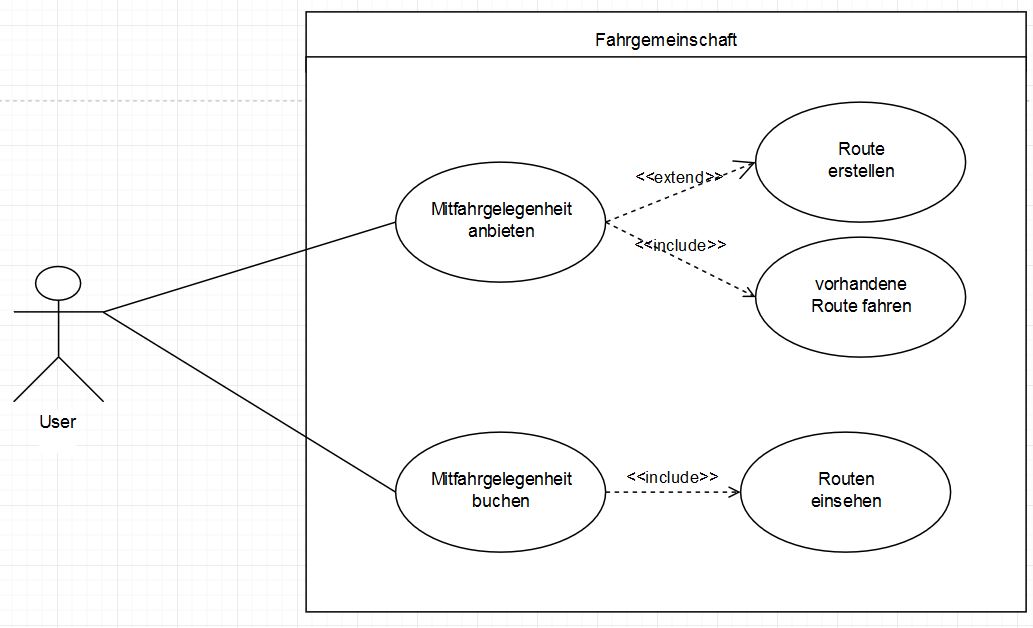 Fahrgemeinschaft
Route
erstellen
<<extend>>
Mitfahrgelegenheit
anbieten
<<include>>
vorhandene
Route fahren
User
Mitfahrgelegenheit
buchen
<<include>>
Routen
einsehen